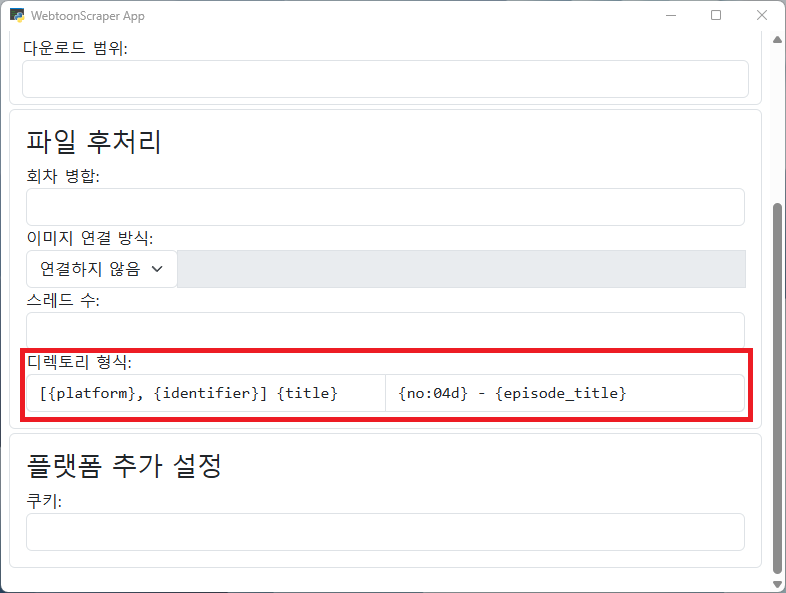 WebtoonScraper App
다운로드 범위:
파일 후처리
회차 병합:
이미지 연결 방식:
연결하지 않음
스레드 수:
디렉토리 형식:
[{platform}, {identifier}] {title}
{no:04d} - {episode_title}
플랫폼 추가 설정
쿠키: